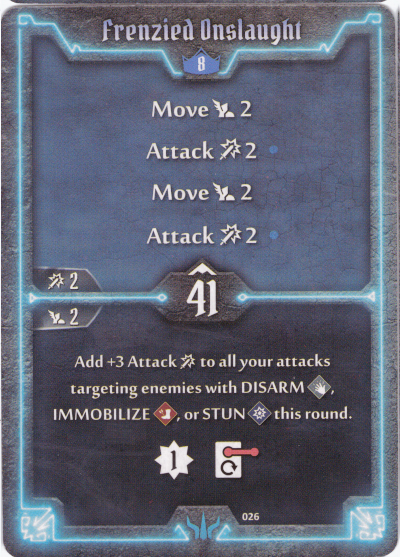 Frenzied Onslaught
8
Move 2
Attack 2
Move 2
Attack 2
2
41
2
Add +3 Attack to all your attacks
targeting enemies with DISARM,
IMMOBILIZE, or STUN this round.
1
026